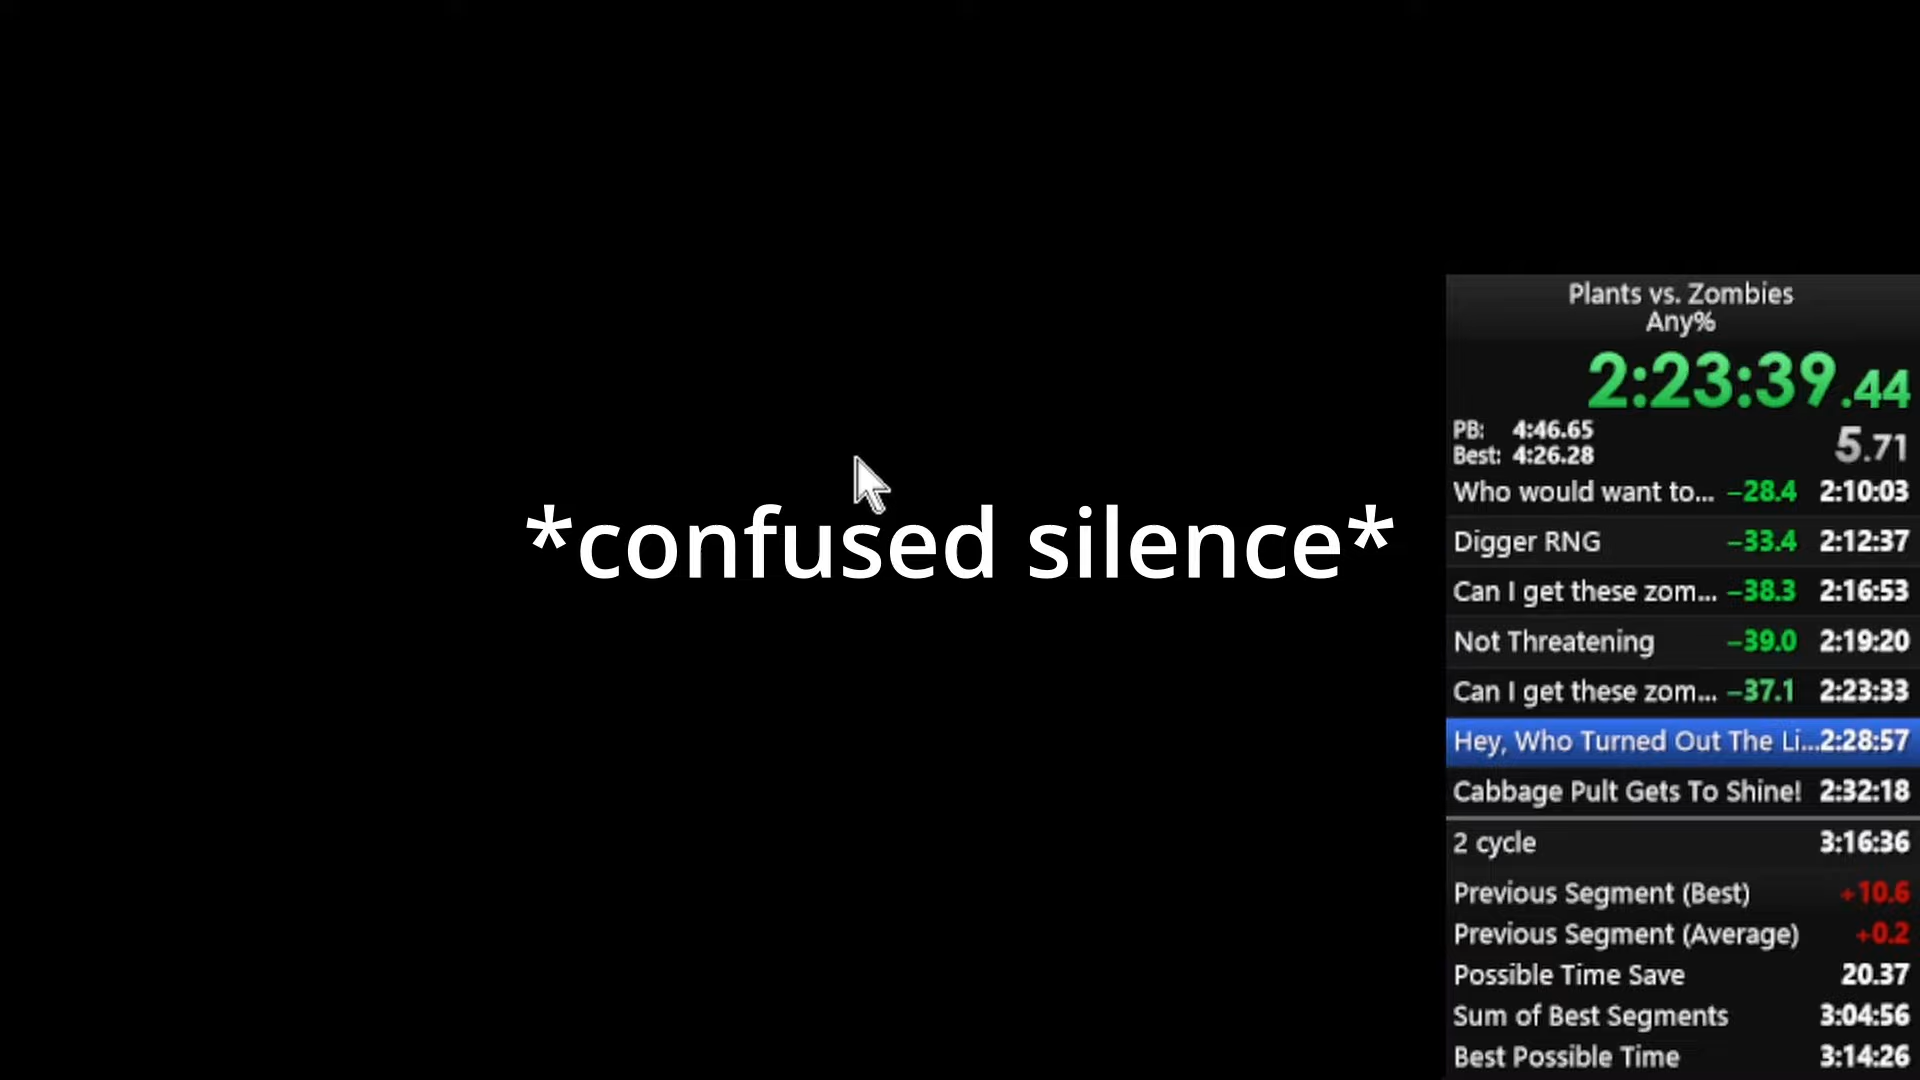 *confused silence*
Plants vs. Zombies
Any%
2:23:39.44
PB: 4:46.65
Best: 4:26.28
5.71
Who would want to... −28.4 2:10:03
Digger RNG −33.4 2:12:37
Can I get these zom... −38.3 2:16:53
Not Threatening −39.0 2:19:20
Can I get these zom... −37.1 2:23:33
Hey, Who Turned Out The Li... 2:28:57
Cabbage Pult Gets To Shine! 2:32:18
2 cycle 3:16:36
Previous Segment (Best) +10.6
Previous Segment (Average) +0.2
Possible Time Save 20.37
Sum of Best Segments 3:04:56
Best Possible Time 3:14:26